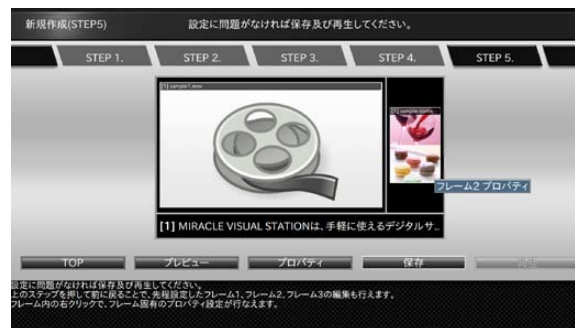 新規作成(STEP5)
設定に問題がなければ保存及び再生してください。
STEP 1.
STEP 2.
STEP 3.
STEP 4.
STEP 5.
[1] sample1.mov
フレーム2 プロパティ
[1] MIRACLE VISUAL STATIONは、手軽に使えるデジタルサ..
TOP
プレビュー
プロパティ
保存
設定に問題がなければ保存及び再生してください。
上のステップを押して前に戻ることで、先程設定したフレーム1、フレーム2、フレーム3の編集も行えます。
フレーム内の右クリックで、フレーム固有のプロパティ設定が行なえます。